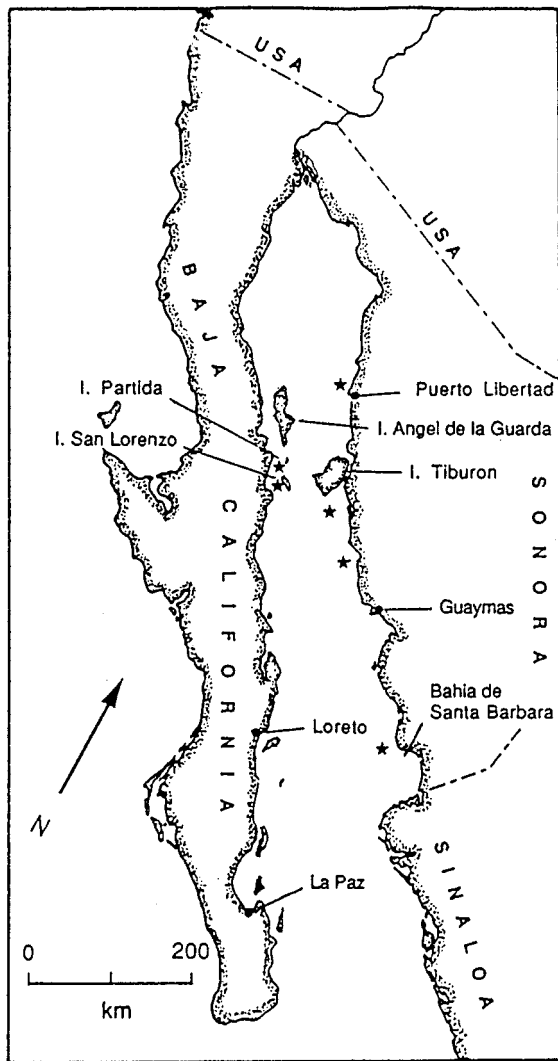 USA
USA
BAJA
I. Partida
Puerto Libertad
I. San Lorenzo
I. Angel de la Guarda
I. Tiburon
CALIFORNIA
SONORA
Guaymas
Bahia de
Santa Barbara
Loreto
N
SINALOA
La Paz
0 200
km